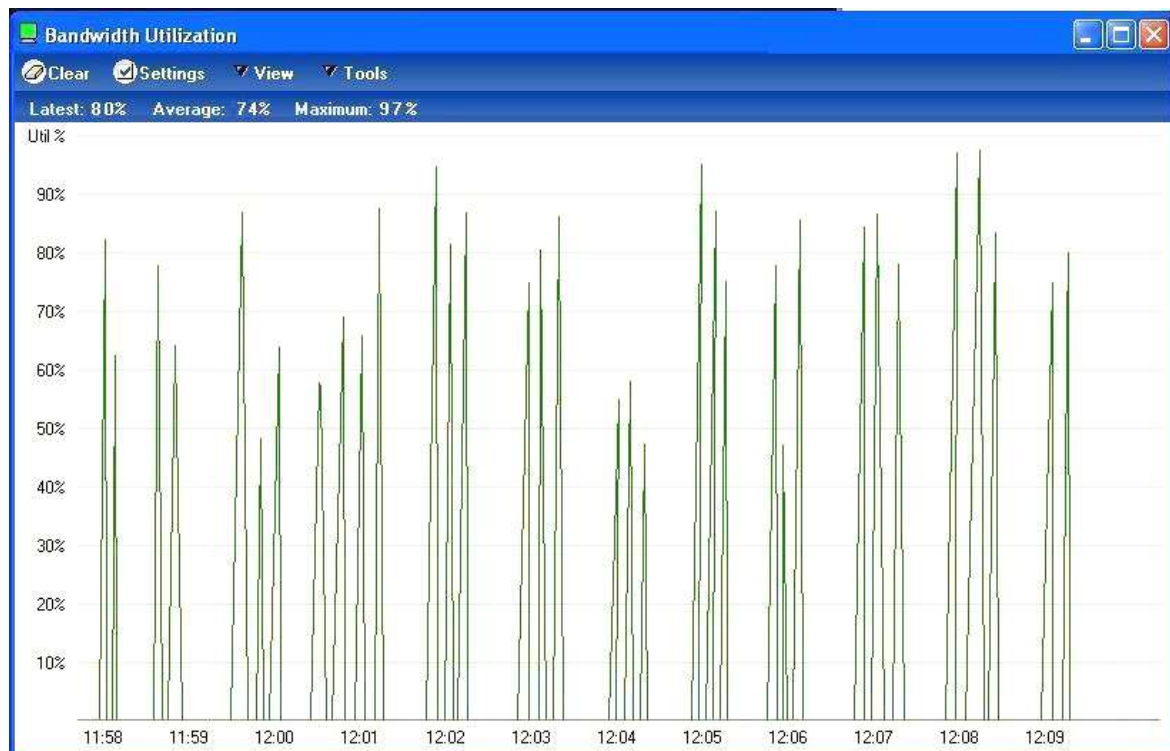 Bandwidth Utilization
Clear Settings View Tools
Latest: 80% Average: 74% Maximum: 97%
Util %
90%
80%
70%
60%
50%
40%
30%
20%
10%
11:58 11:59 12:00 12:01 12:02 12:03 12:04 12:05 12:06 12:07 12:08 12:09